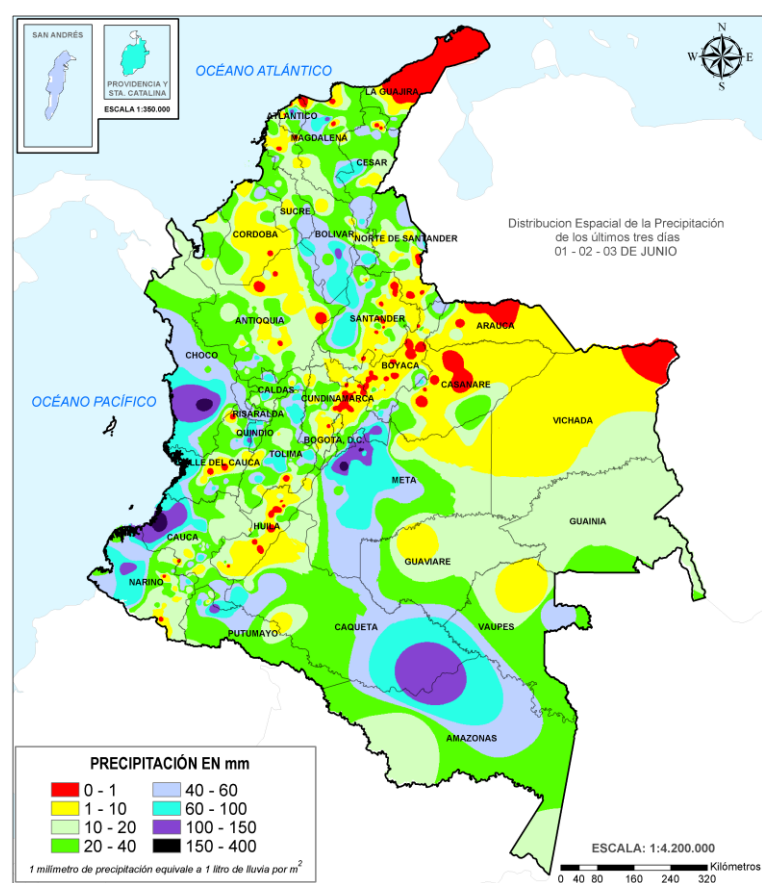 SAN ANDRÉS
PROVIDENCIA Y
STA. CATALINA
ESCALA 1:350.000
OCÉANO ATLÁNTICO
N
W
E
S
LA GUAJIRA
ATLANTICO
MAGDALENA
CESAR
SUCRE
CORDOBA
BOLIVAR
NORTE DE SANTANDER
Distribucion Espacial de la Precipitación
de los últimos tres días
01 - 02 - 03 DE JUNIO
ANTIOQUIA
SANTANDER
ARAUCA
CHOCO
BOYACA
CASANARE
CALDAS
CUNDINAMARCA
OCÉANO PACÍFICO
RISARALDA
VICHADA
QUINDIO
BOGOTA, D.C.
TOLIMA
VALLE DEL CAUCA
META
GUAINIA
HUILA
CAUCA
GUAVIARE
NARIÑO
PUTUMAYO
CAQUETA
VAUPES
AMAZONAS
PRECIPITACIÓN EN mm
0 - 1
40 - 60
1 - 10
60 - 100
10 - 20
100 - 150
20 - 40
150 - 400
1 milímetro de precipitación equivale a 1 litro de lluvia por m2
ESCALA: 1:4.200.000
Kilómetros
0 40 80 160 240 320